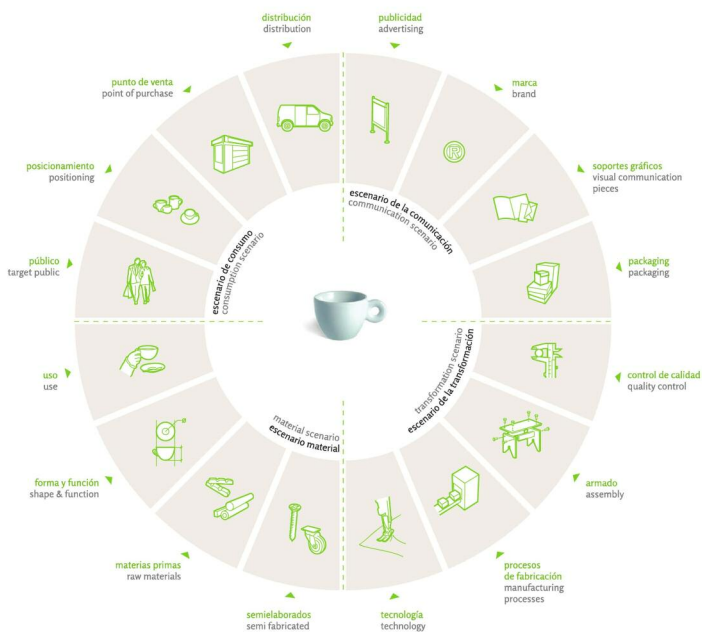 distribución
distribution
publicidad
advertising
marca
brand
soportes gráficos
visual communication
pieces
packaging
packaging
control de calidad
quality control
armado
assembly
procesos
de fabricación
manufacturing
processes
tecnología
technology
semielaborados
semi fabricated
materias primas
raw materials
forma y función
shape & function
uso
use
público
target public
posicionamiento
positioning
punto de venta
point of purchase
escenario de la comunicación
communication scenario
transformation scenario
escenario de la transformación
material scenario
escenario material
escenario de consumo
consumption scenario
®